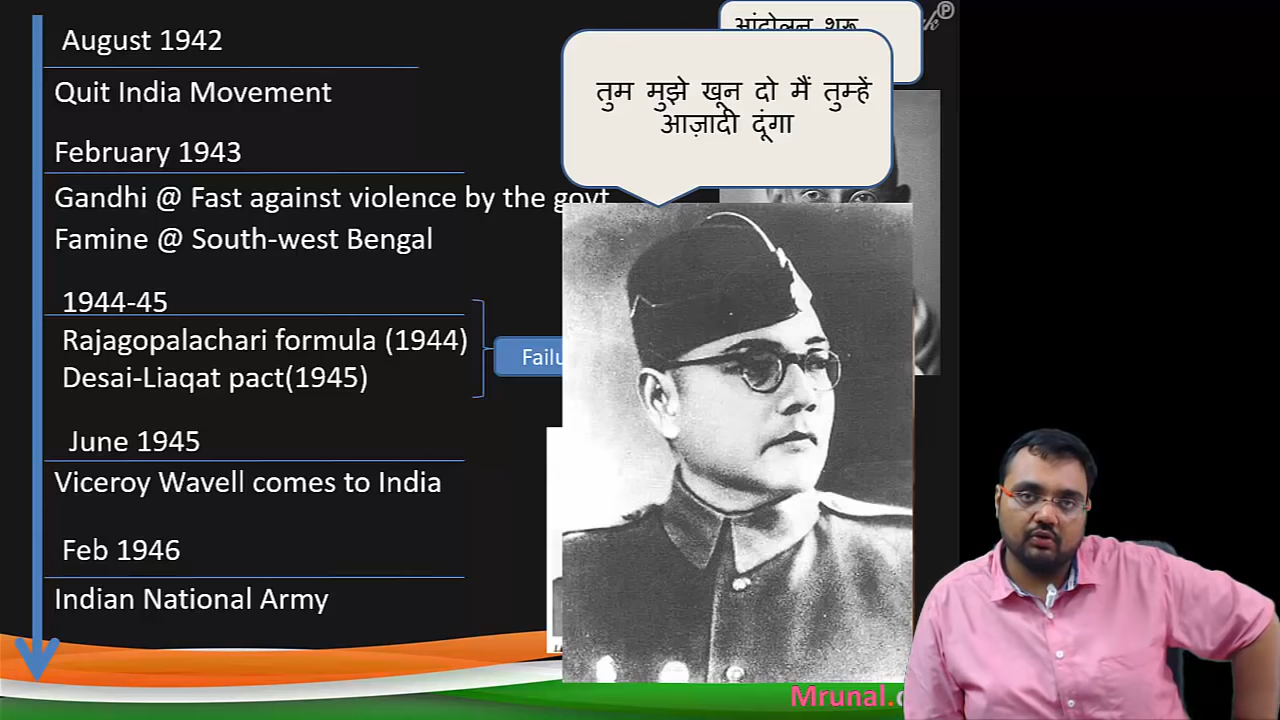 August 1942
Quit India Movement
February 1943
Gandhi @ Fast against violence by the govt
Famine @ South-west Bengal
1944-45
Rajagopalachari formula (1944)
Desai-Liaqat pact(1945)
June 1945
Viceroy Wavell comes to India
Feb 1946
Indian National Army
आंदोलन शुरू
तुम मुझे खून दो मैं तुम्हें
आज़ादी दूंगा
Mrunal.